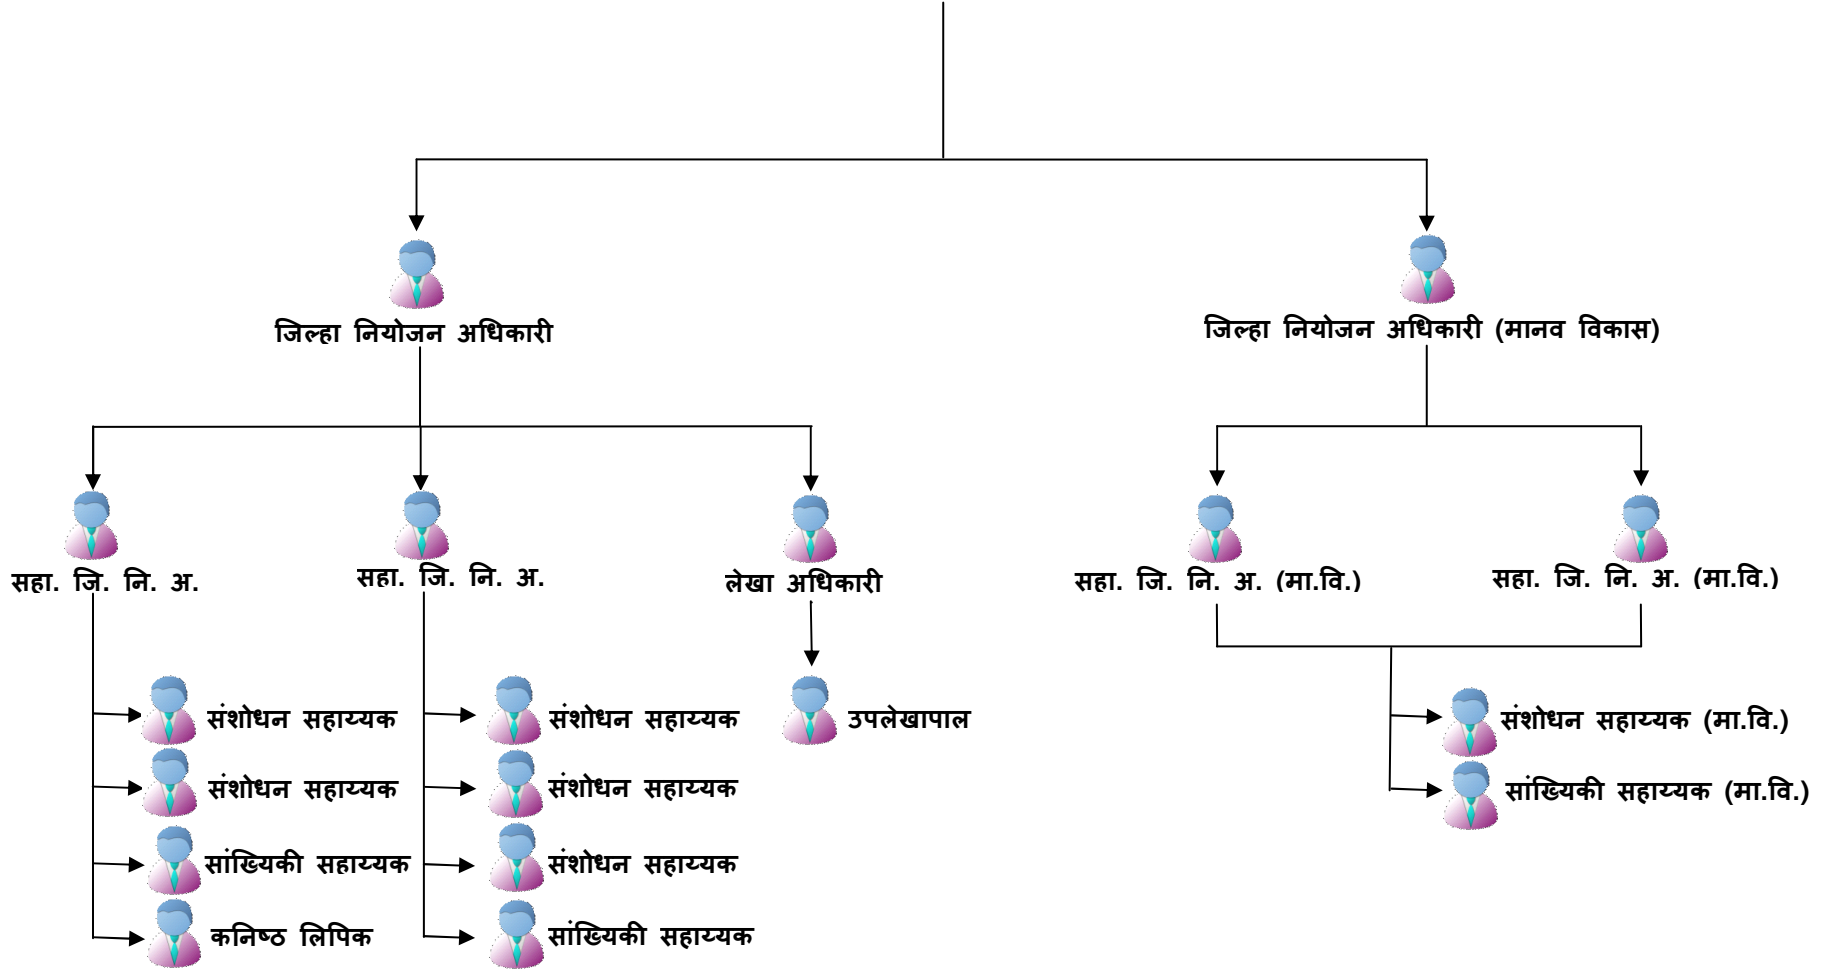 जिल्हा नियोजन अधिकारी
जिल्हा नियोजन अधिकारी (मानव विकास)
सहा. जि. नि. अ.
सहा. जि. नि. अ.
लेखा अधिकारी
सहा. जि. नि. अ. (मा.वि.)
सहा. जि. नि. अ. (मा.वि.)
संशोधन सहाय्यक
संशोधन सहाय्यक
सांख्यिकी सहाय्यक
कनिष्ठ लिपिक
संशोधन सहाय्यक
संशोधन सहाय्यक
संशोधन सहाय्यक
सांख्यिकी सहाय्यक
उपलेखापाल
संशोधन सहाय्यक (मा.वि.)
सांख्यिकी सहाय्यक (मा.वि.)